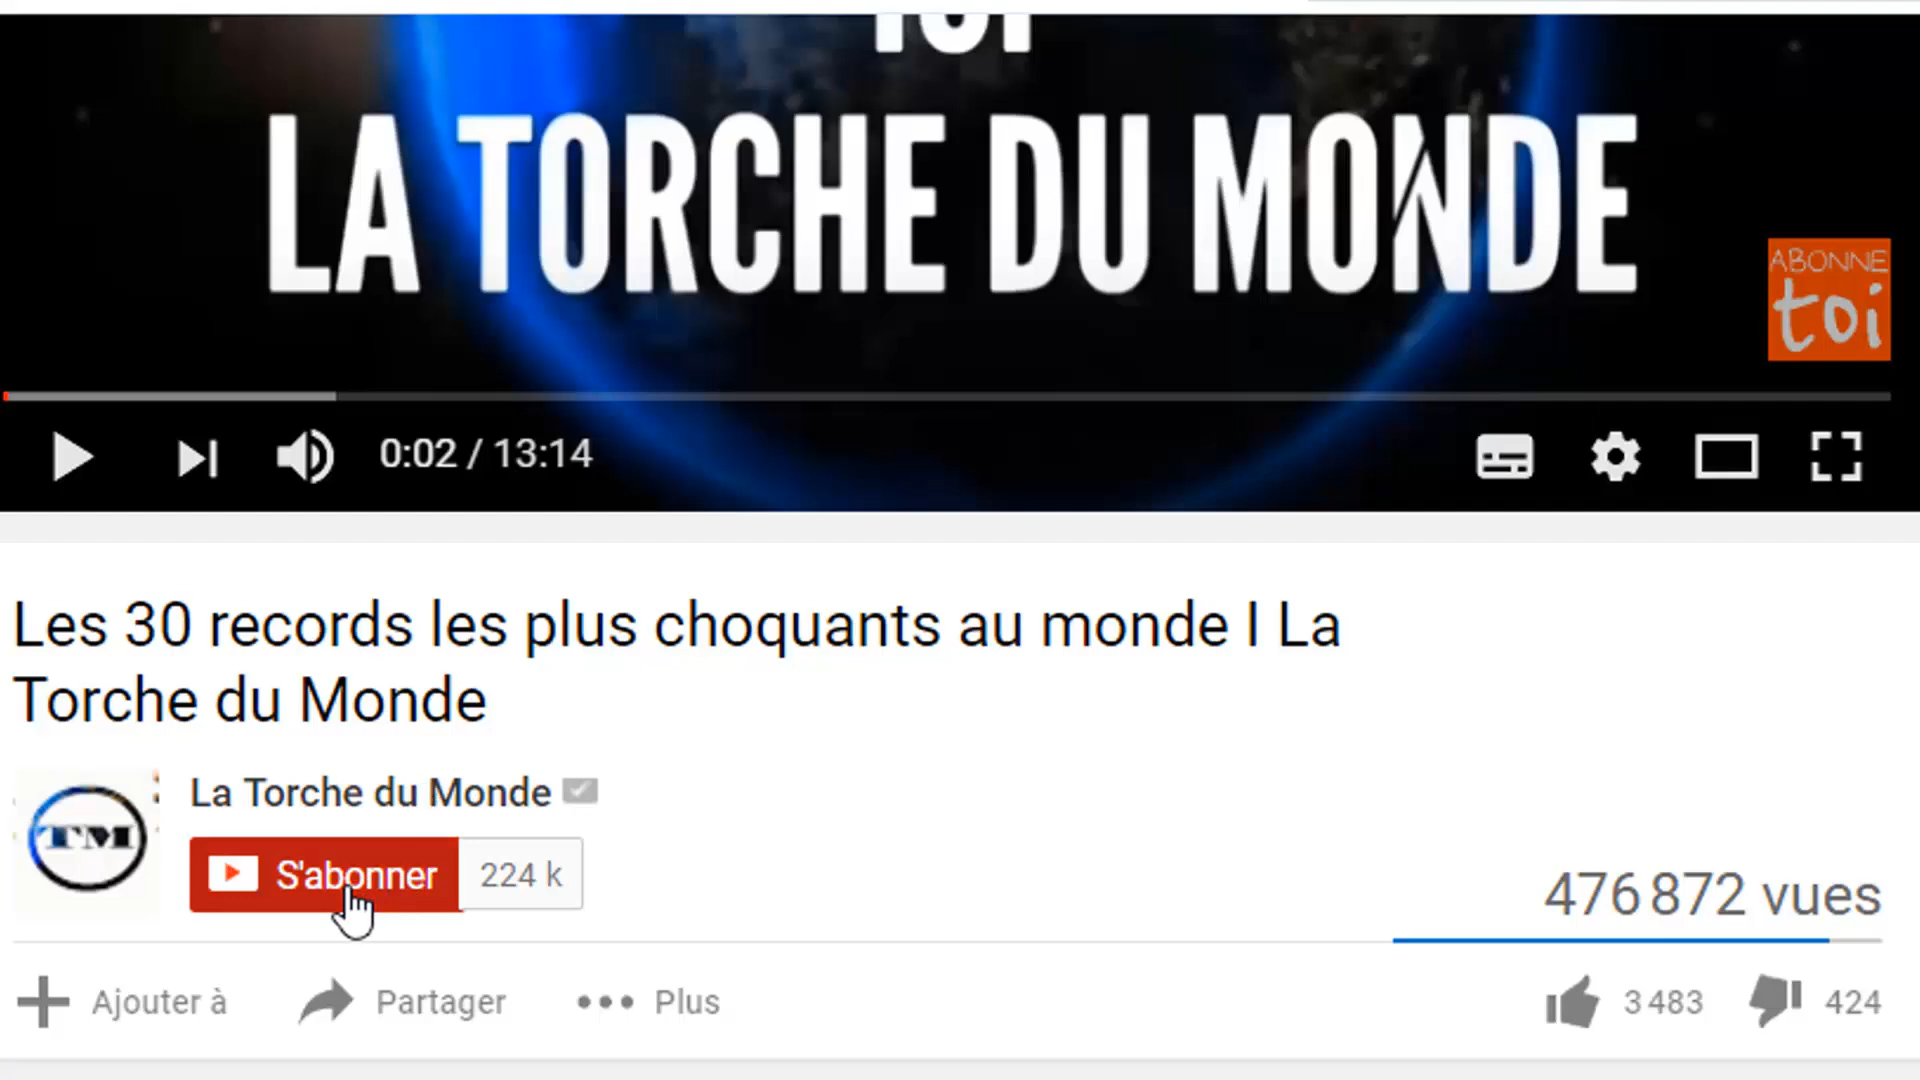 LA TORCHE DU MONDE
ABONNE
toi
0:02 / 13:14
Les 30 records les plus choquants au monde I La
Torche du Monde
TM
La Torche du Monde
S'abonner 224 k
476 872 vues
Ajouter à Partager Plus 3 483 424